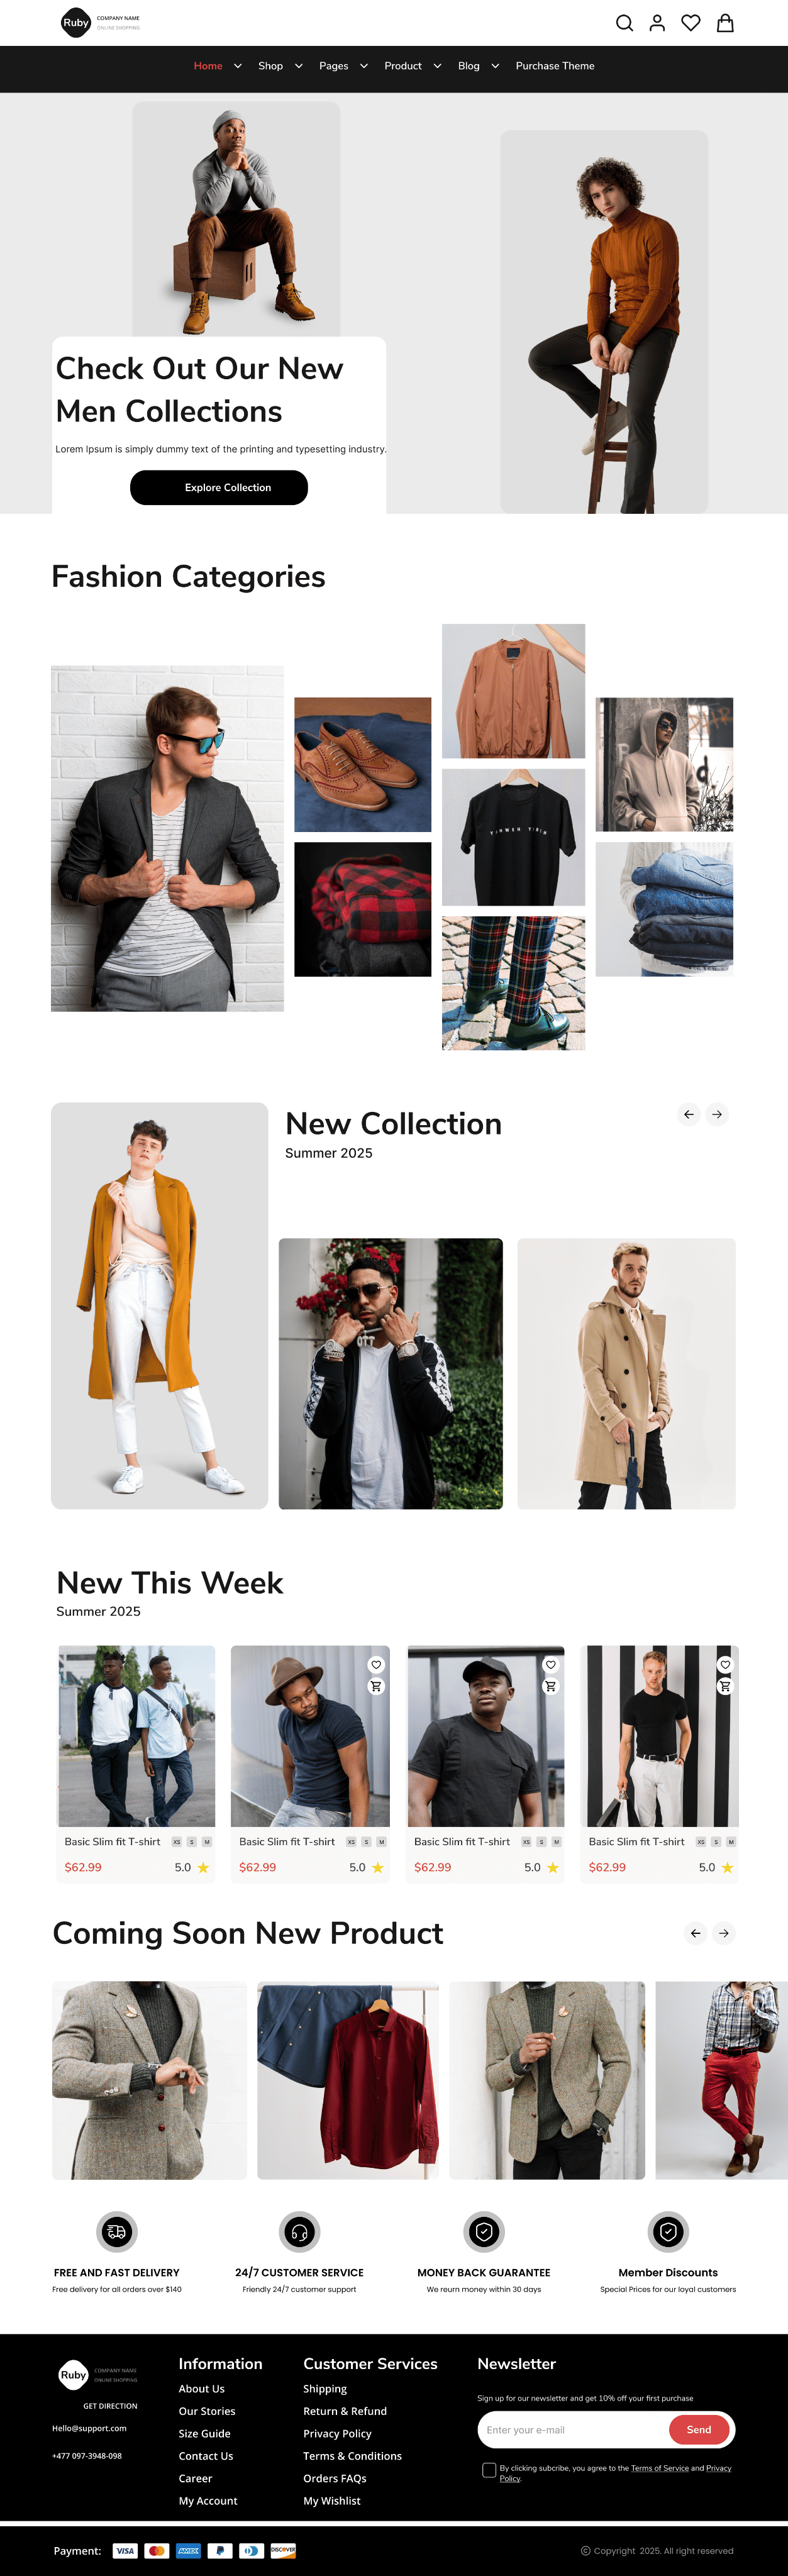 Ruby
COMPANY NAME
ONLINE SHOPPING
Home Shop Pages Product Blog Purchase Theme
Check Out Our New
Men Collections
Lorem Ipsum is simply dummy text of the printing and typesetting industry.
Explore Collection
Fashion Categories
New Collection
Summer 2025
New This Week
Summer 2025
Basic Slim fit T-shirt XS S M
$62.99 5.0
Basic Slim fit T-shirt XS S M
$62.99 5.0
Basic Slim fit T-shirt XS S M
$62.99 5.0
Basic Slim fit T-shirt XS S M
$62.99 5.0
Coming Soon New Product
FREE AND FAST DELIVERY
Free delivery for all orders over $140
24/7 CUSTOMER SERVICE
Friendly 24/7 customer support
MONEY BACK GUARANTEE
We reurn money within 30 days
Member Discounts
Special Prices for our loyal customers
Ruby
COMPANY NAME
ONLINE SHOPPING
GET DIRECTION
Hello@support.com
+477 097-3948-098
Information
About Us
Our Stories
Size Guide
Contact Us
Career
My Account
Customer Services
Shipping
Return & Refund
Privacy Policy
Terms & Conditions
Orders FAQs
My Wishlist
Newsletter
Sign up for our newsletter and get 10% off your first purchase
Enter your e-mail
Send
By clicking subcribe, you agree to the Terms of Service and Privacy
Policy.
Payment: VISA AMEX DISCOVER
© Copyright 2025. All right reserved